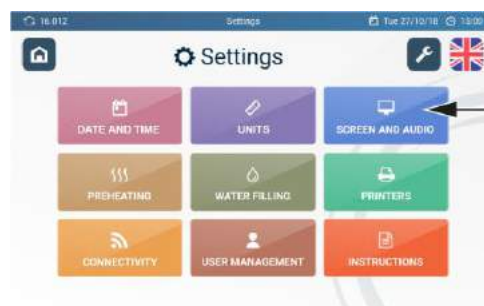 16.012 Settings Tue 27/10/18 13:00
Settings
DATE AND TIME UNITS SCREEN AND AUDIO
PREHEATING WATER FILLING PRINTERS
CONNECTIVITY USER MANAGEMENT INSTRUCTIONS